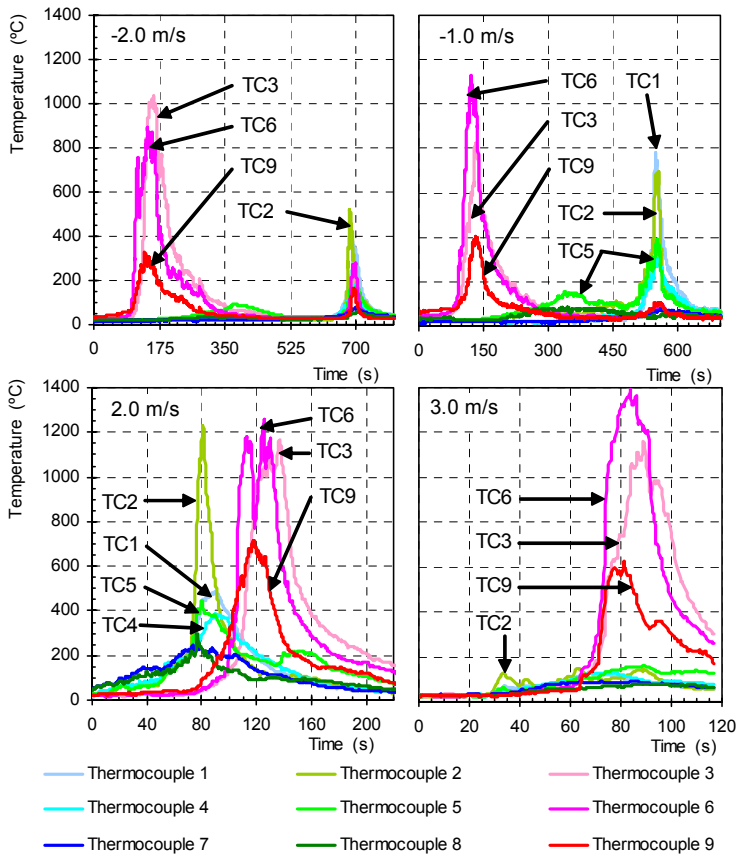 -2.0 m/s
Temperature (ºC)
1400
1200
1000
800
600
400
200
0
TC3
TC6
TC9
TC2
0 175 350 525 700
Time (s)
-1.0 m/s
TC6
TC1
TC3
TC9
TC2
TC5
0 150 300 450 600
Time (s)
2.0 m/s
Temperature (ºC)
1400
1200
1000
800
600
400
200
0
TC6
TC3
TC9
TC2
TC1
TC5
TC4
0 40 80 120 160 200
Time (s)
3.0 m/s
TC6
TC3
TC9
TC2
0 20 40 60 80 100 120
Time (s)
Thermocouple 1 Thermocouple 2 Thermocouple 3
Thermocouple 4 Thermocouple 5 Thermocouple 6
Thermocouple 7 Thermocouple 8 Thermocouple 9